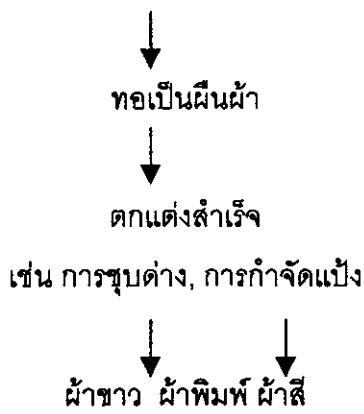 ทอเป็นผืนผ้า
ตกแต่งสำเร็จ
เช่น การชุบด่าง, การกำจัดแป้ง
ผ้าขาว ผ้าพิมพ์ ผ้าสี